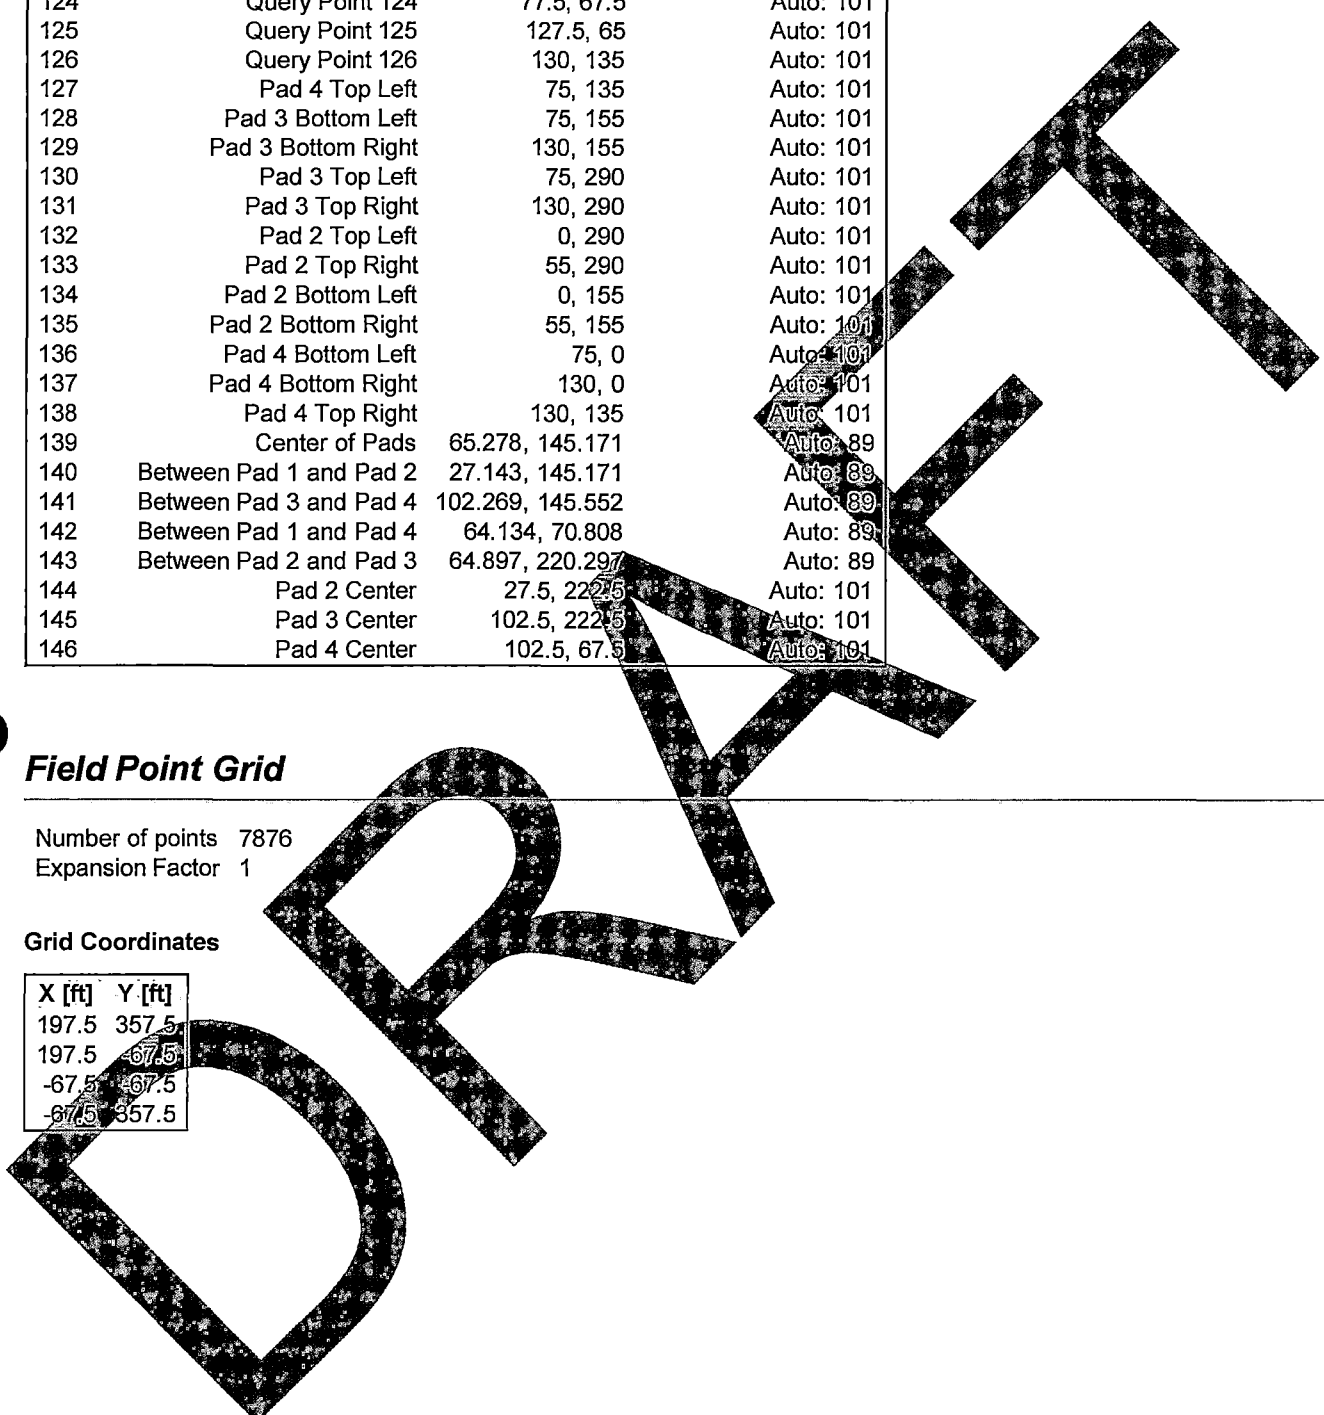 124 Query Point 124 77.5, 67.5 Auto: 101
125 Query Point 125 127.5, 65 Auto: 101
126 Query Point 126 130, 135 Auto: 101
127 Pad 4 Top Left 75, 135 Auto: 101
128 Pad 3 Bottom Left 75, 155 Auto: 101
129 Pad 3 Bottom Right 130, 155 Auto: 101
130 Pad 3 Top Left 75, 290 Auto: 101
131 Pad 3 Top Right 130, 290 Auto: 101
132 Pad 2 Top Left 0, 290 Auto: 101
133 Pad 2 Top Right 55, 290 Auto: 101
134 Pad 2 Bottom Left 0, 155 Auto: 101
135 Pad 2 Bottom Right 55, 155 Auto: 101
136 Pad 4 Bottom Left 75, 0 Auto: 101
137 Pad 4 Bottom Right 130, 0 Auto: 101
138 Pad 4 Top Right 130, 135 Auto: 101
139 Center of Pads 65.278, 145.171 Auto: 89
140 Between Pad 1 and Pad 2 27.143, 145.171 Auto: 89
141 Between Pad 3 and Pad 4 102.269, 145.552 Auto: 89
142 Between Pad 1 and Pad 4 64.134, 70.808 Auto: 89
143 Between Pad 2 and Pad 3 64.897, 220.297 Auto: 89
144 Pad 2 Center 27.5, 222.5 Auto: 101
145 Pad 3 Center 102.5, 222.5 Auto: 101
146 Pad 4 Center 102.5, 67.5 Auto: 101
Field Point Grid
Number of points 7876
Expansion Factor 1
Grid Coordinates
X [ft] Y [ft]
197.5 357.5
197.5 -67.5
-67.5 -67.5
-67.5 357.5
DRAFT